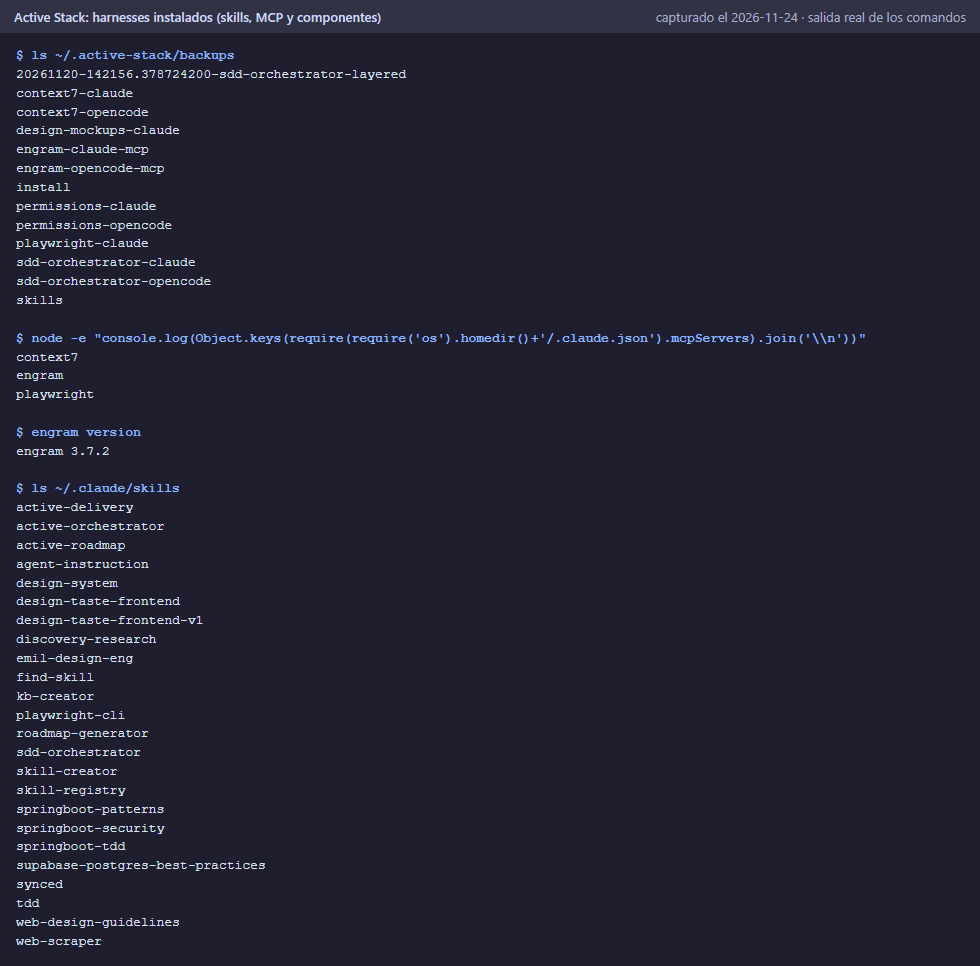 Active Stack: harnesses instalados (skills, MCP y componentes)
capturado el 2026-11-24 · salida real de los comandos
$ ls ~/.active-stack/backups
20261120-142156.378724200-sdd-orchestrator-layered
context7-claude
context7-opencode
design-mockups-claude
engram-claude-mcp
engram-opencode-mcp
install
permissions-claude
permissions-opencode
playwright-claude
sdd-orchestrator-claude
sdd-orchestrator-opencode
skills
$ node -e "console.log(Object.keys(require(require('os').homedir()+'/.claude.json').mcpServers).join('\\n'))"
context7
engram
playwright
$ engram version
engram 3.7.2
$ ls ~/.claude/skills
active-delivery
active-orchestrator
active-roadmap
agent-instruction
design-system
design-taste-frontend
design-taste-frontend-v1
discovery-research
emil-design-eng
find-skill
kb-creator
playwright-cli
roadmap-generator
sdd-orchestrator
skill-creator
skill-registry
springboot-patterns
springboot-security
springboot-tdd
supabase-postgres-best-practices
synced
tdd
web-design-guidelines
web-scraper